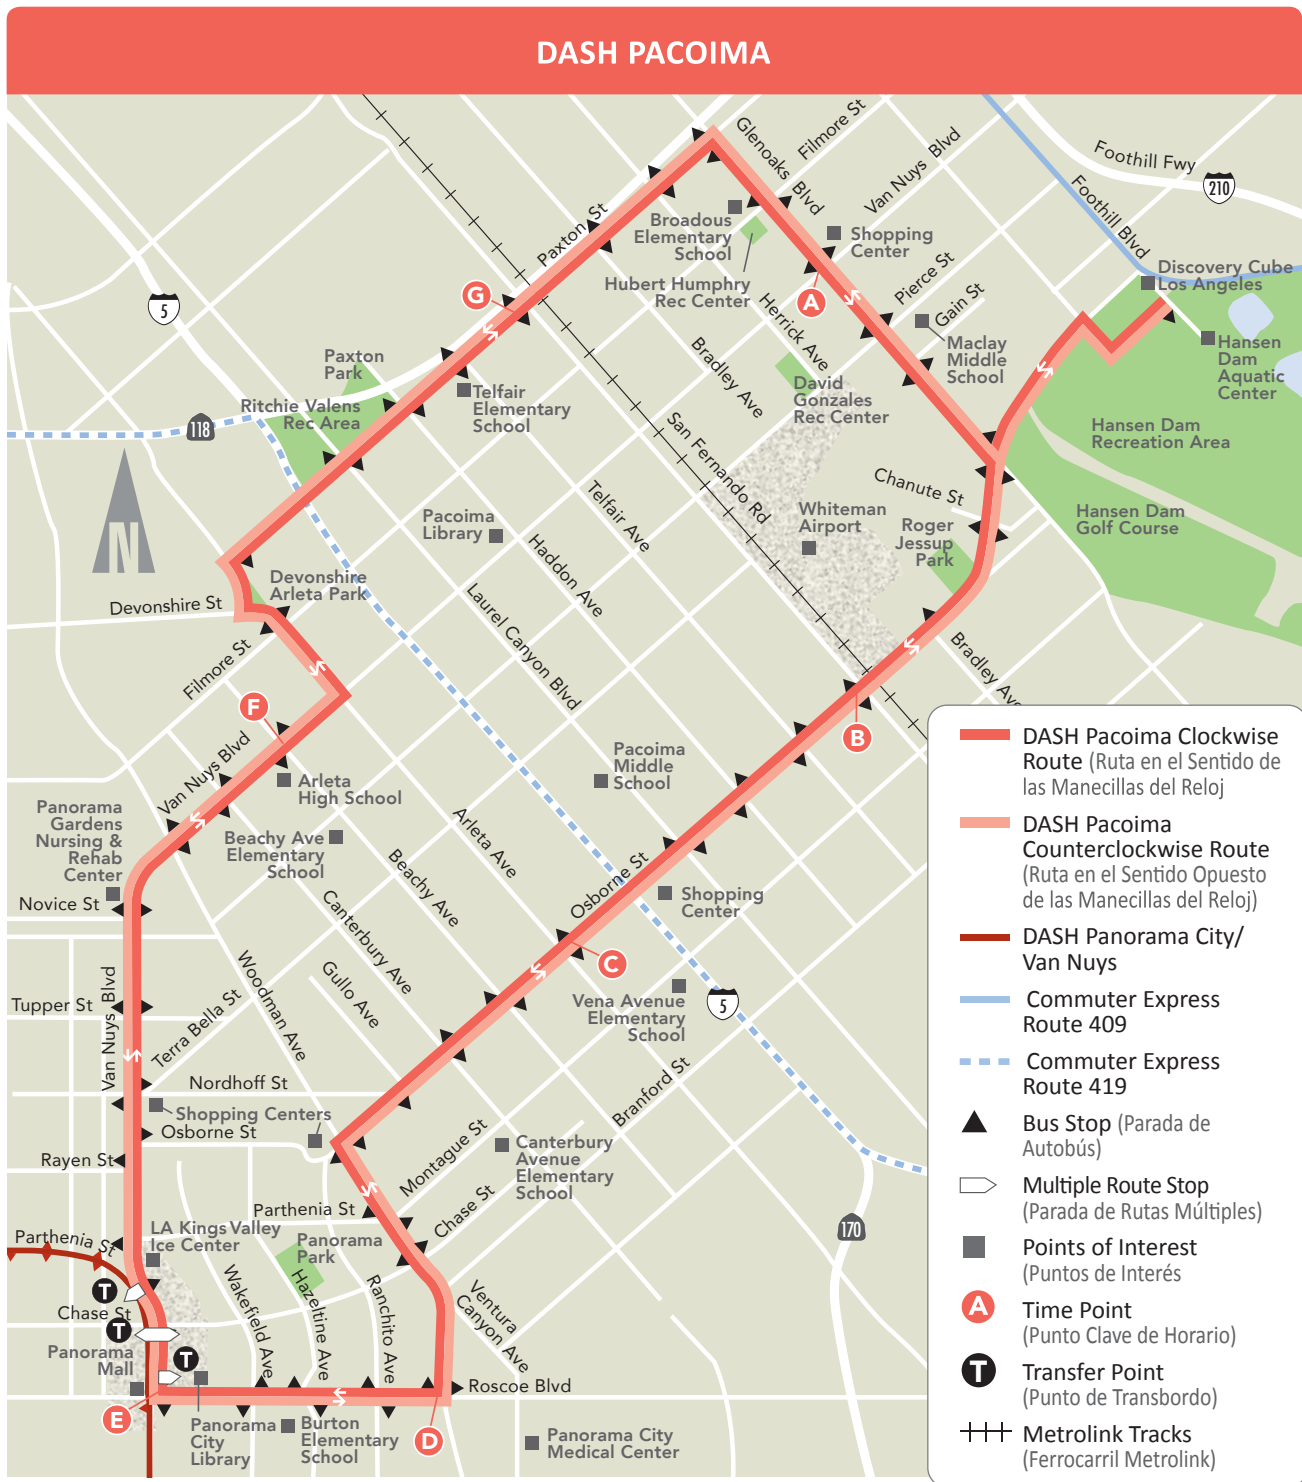 DASH PACOIMA
Glenoaks Blvd
Filmore St
Van Nuys Blvd
Foothill Fwy
210
Foothill Blvd
Paxton St
Broadous
Elementary
School
Shopping
Center
Discovery Cube
Los Angeles
Hubert Humphry
Rec Center
Pierce St
Gain St
A
G
5
Herrick Ave
Maclay
Middle
School
Hansen
Dam
Aquatic
Center
Bradley Ave
Paxton
Park
Telfair
Elementary
School
David
Gonzales
Rec Center
Ritchie Valens
Rec Area
118
San Fernando Rd
Hansen Dam
Recreation Area
Chanute St
N
Pacoima
Library
Telfair Ave
Whiteman
Airport
Roger
Jessup
Park
Hansen Dam
Golf Course
Haddon Ave
Devonshire
Arleta Park
Devonshire St
Laurel Canyon Blvd
Filmore St
Bradley Ave
F
B
Van Nuys Blvd
Pacoima
Middle
School
Arleta
High School
Panorama
Gardens
Nursing &
Rehab
Center
Beachy Ave
Elementary
School
Arleta Ave
Beachy Ave
Osborne St
Shopping
Center
Novice St
Canterbury Ave
C
Woodman Ave
Gullo Ave
Vena Avenue
Elementary
School
5
Tupper St
Van Nuys Blvd
Terra Bella St
Nordhoff St
Branford St
Shopping Centers
Osborne St
Montague St
Canterbury
Avenue
Elementary
School
Rayen St
Chase St
Parthenia St
Parthenia St
LA Kings Valley
Ice Center
Panorama
Park
170
T
Chase St
T
Wakefield Ave
Hazeltine Ave
Ranchito Ave
Ventura
Canyon Ave
Panorama
Mall
T
Roscoe Blvd
E
Panorama
City
Library
Burton
Elementary
School
D
Panorama City
Medical Center
DASH Pacoima Clockwise
Route (Ruta en el Sentido de
las Manecillas del Reloj
DASH Pacoima
Counterclockwise Route
(Ruta en el Sentido Opuesto
de las Manecillas del Reloj)
DASH Panorama City/
Van Nuys
Commuter Express
Route 409
Commuter Express
Route 419
Bus Stop (Parada de
Autobús)
Multiple Route Stop
(Parada de Rutas Múltiples)
Points of Interest
(Puntos de Interés
A
Time Point
(Punto Clave de Horario)
T
Transfer Point
(Punto de Transbordo)
Metrolink Tracks
(Ferrocarril Metrolink)